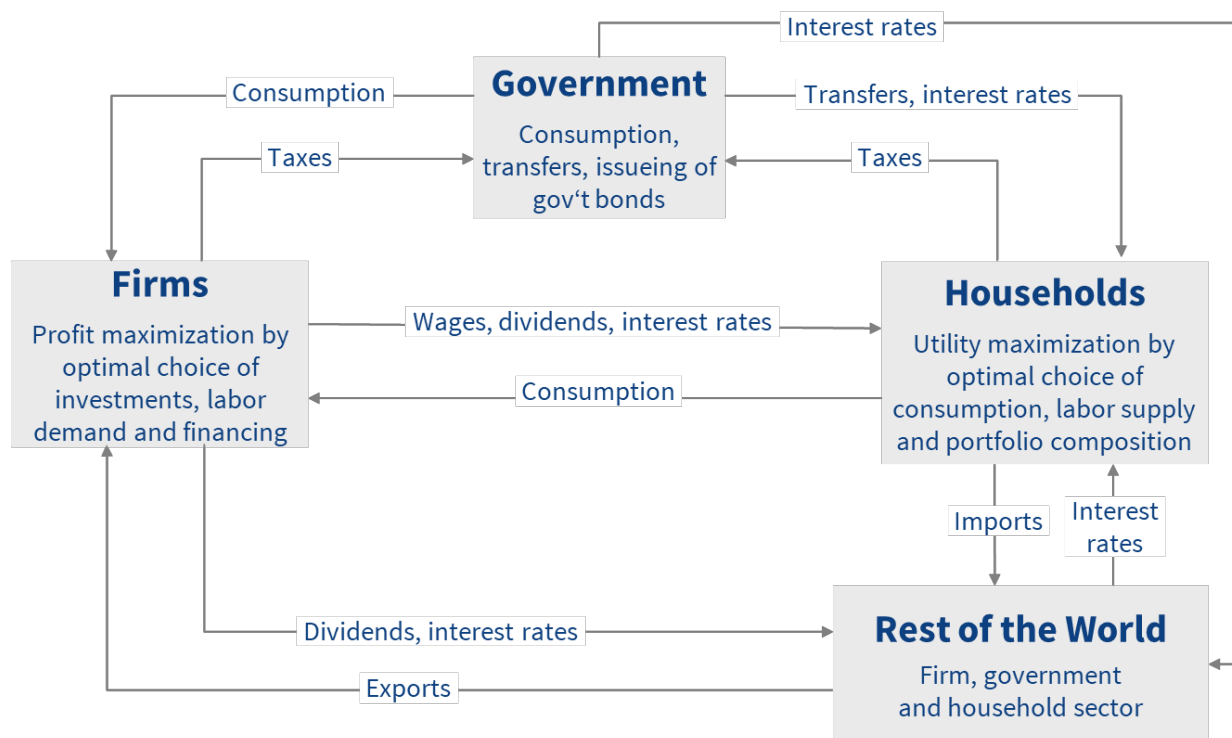 Interest rates
Government
Consumption,
transfers, issueing of
gov‘t bonds
Consumption
Transfers, interest rates
Taxes
Taxes
Firms
Profit maximization by
optimal choice of
investments, labor
demand and financing
Wages, dividends, interest rates
Consumption
Households
Utility maximization by
optimal choice of
consumption, labor supply
and portfolio composition
Imports
Interest
rates
Dividends, interest rates
Exports
Rest of the World
Firm, government
and household sector